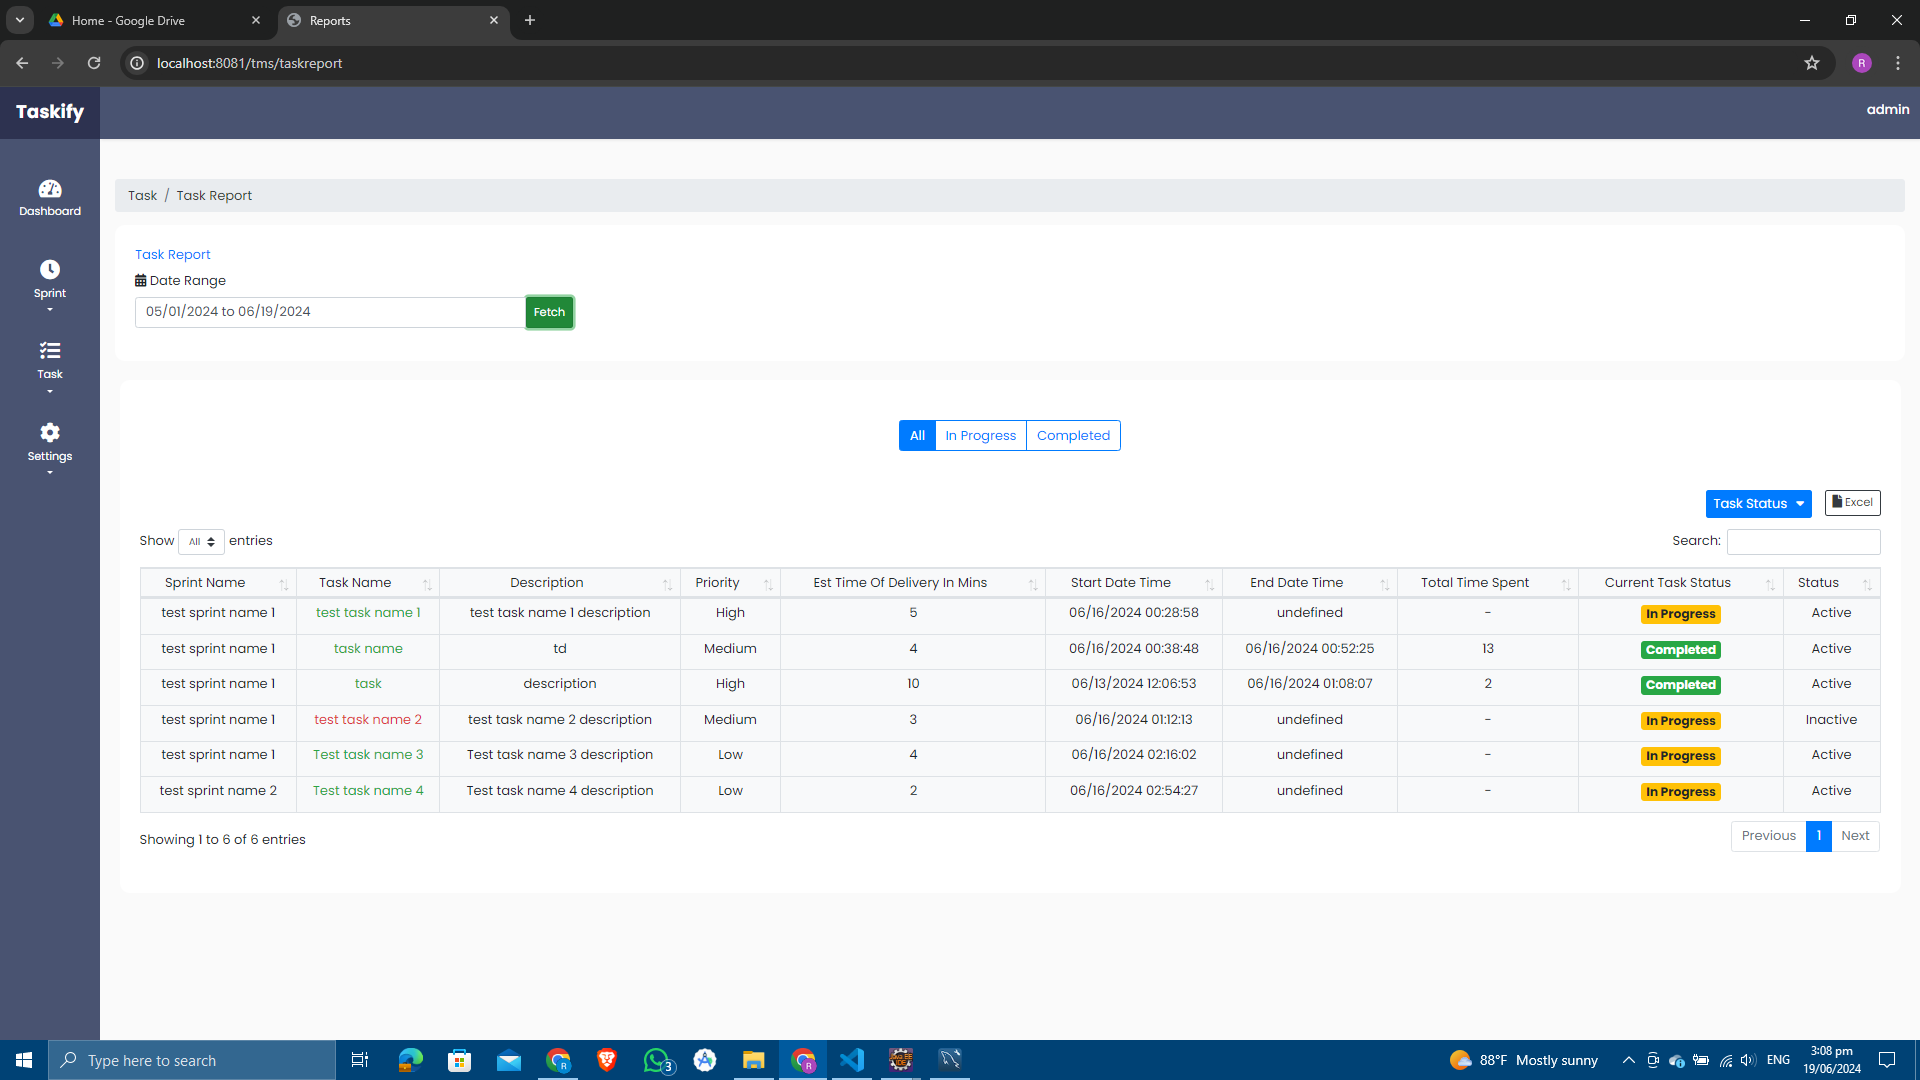 Home - Google Drive
Reports
localhost:8081/tms/taskreport
R
Taskify
admin
Dashboard
Sprint
Task
Settings
Task / Task Report
Task Report
Date Range
05/01/2024 to 06/19/2024 Fetch
All In Progress Completed
Task Status Excel
Show All entries Search:
Sprint Name Task Name Description Priority Est Time Of Delivery In Mins Start Date Time End Date Time Total Time Spent Current Task Status Status
test sprint name 1 test task name 1 test task name 1 description High 5 06/16/2024 00:28:58 undefined - In Progress Active
test sprint name 1 task name td Medium 4 06/16/2024 00:38:48 06/16/2024 00:52:25 13 Completed Active
test sprint name 1 task description High 10 06/13/2024 12:06:53 06/16/2024 01:08:07 2 Completed Active
test sprint name 1 test task name 2 test task name 2 description Medium 3 06/16/2024 01:12:13 undefined - In Progress Inactive
test sprint name 1 Test task name 3 Test task name 3 description Low 4 06/16/2024 02:16:02 undefined - In Progress Active
test sprint name 2 Test task name 4 Test task name 4 description Low 2 06/16/2024 02:54:27 undefined - In Progress Active
Showing 1 to 6 of 6 entries
Previous 1 Next
Type here to search
3
88°F Mostly sunny
ENG
3:08 pm
19/06/2024